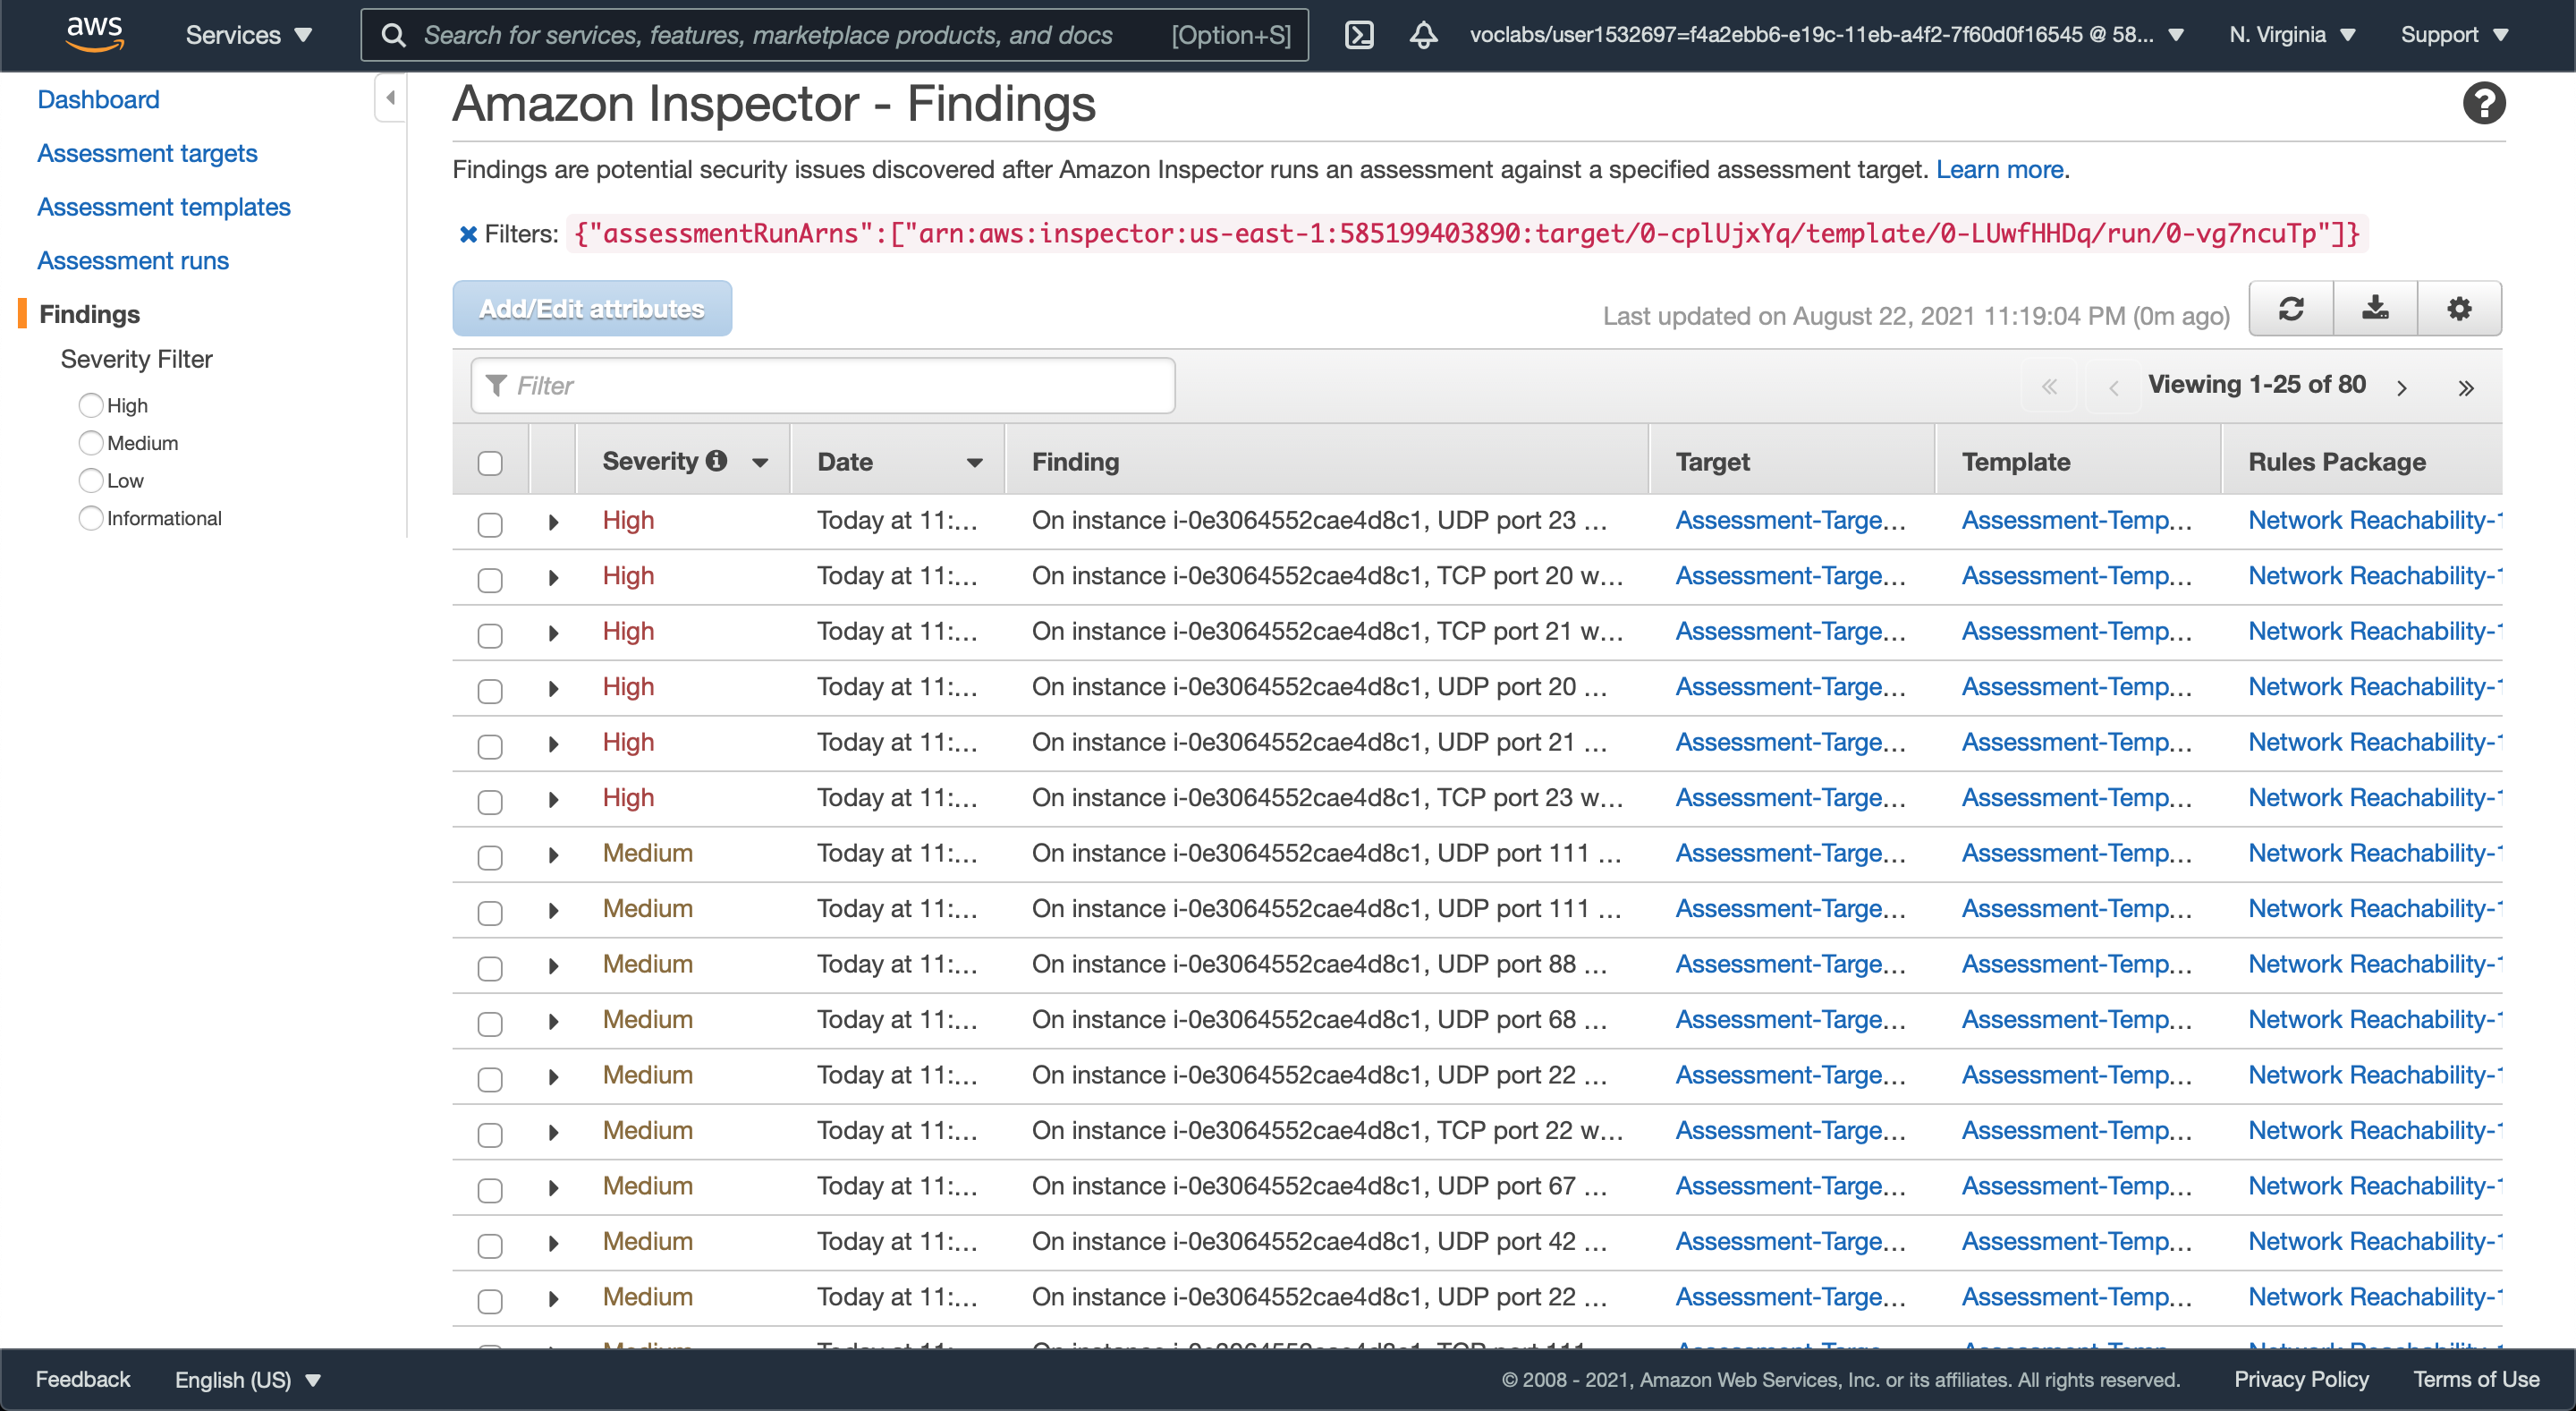 aws Services Search for services, features, marketplace products, and docs [Option+S] voclabs/user1532697=f4a2ebb6-e19c-11eb-a4f2-7f60d0f16545 @ 58... N. Virginia Support
Dashboard
Assessment targets
Assessment templates
Assessment runs
Findings
Severity Filter
High
Medium
Low
Informational
Amazon Inspector - Findings
Findings are potential security issues discovered after Amazon Inspector runs an assessment against a specified assessment target. Learn more.
Filters: {"assessmentRunArns":["arn:aws:inspector:us-east-1:585199403890:target/0-cplUjxYq/template/0-LUwfHHDq/run/0-vg7ncuTp"]}
Add/Edit attributes Last updated on August 22, 2021 11:19:04 PM (0m ago)
Filter « ‹ Viewing 1-25 of 80 › »
Severity Date Finding Target Template Rules Package
High Today at 11:... On instance i-0e3064552cae4d8c1, UDP port 23 ... Assessment-Targe... Assessment-Temp... Network Reachability-1
High Today at 11:... On instance i-0e3064552cae4d8c1, TCP port 20 w... Assessment-Targe... Assessment-Temp... Network Reachability-1
High Today at 11:... On instance i-0e3064552cae4d8c1, TCP port 21 w... Assessment-Targe... Assessment-Temp... Network Reachability-1
High Today at 11:... On instance i-0e3064552cae4d8c1, UDP port 20 ... Assessment-Targe... Assessment-Temp... Network Reachability-1
High Today at 11:... On instance i-0e3064552cae4d8c1, UDP port 21 ... Assessment-Targe... Assessment-Temp... Network Reachability-1
High Today at 11:... On instance i-0e3064552cae4d8c1, TCP port 23 w... Assessment-Targe... Assessment-Temp... Network Reachability-1
Medium Today at 11:... On instance i-0e3064552cae4d8c1, UDP port 111 ... Assessment-Targe... Assessment-Temp... Network Reachability-1
Medium Today at 11:... On instance i-0e3064552cae4d8c1, UDP port 111 ... Assessment-Targe... Assessment-Temp... Network Reachability-1
Medium Today at 11:... On instance i-0e3064552cae4d8c1, UDP port 88 ... Assessment-Targe... Assessment-Temp... Network Reachability-1
Medium Today at 11:... On instance i-0e3064552cae4d8c1, UDP port 68 ... Assessment-Targe... Assessment-Temp... Network Reachability-1
Medium Today at 11:... On instance i-0e3064552cae4d8c1, UDP port 22 ... Assessment-Targe... Assessment-Temp... Network Reachability-1
Medium Today at 11:... On instance i-0e3064552cae4d8c1, TCP port 22 w... Assessment-Targe... Assessment-Temp... Network Reachability-1
Medium Today at 11:... On instance i-0e3064552cae4d8c1, UDP port 67 ... Assessment-Targe... Assessment-Temp... Network Reachability-1
Medium Today at 11:... On instance i-0e3064552cae4d8c1, UDP port 42 ... Assessment-Targe... Assessment-Temp... Network Reachability-1
Medium Today at 11:... On instance i-0e3064552cae4d8c1, UDP port 22 ... Assessment-Targe... Assessment-Temp... Network Reachability-1
Feedback English (US) © 2008 - 2021, Amazon Web Services, Inc. or its affiliates. All rights reserved. Privacy Policy Terms of Use